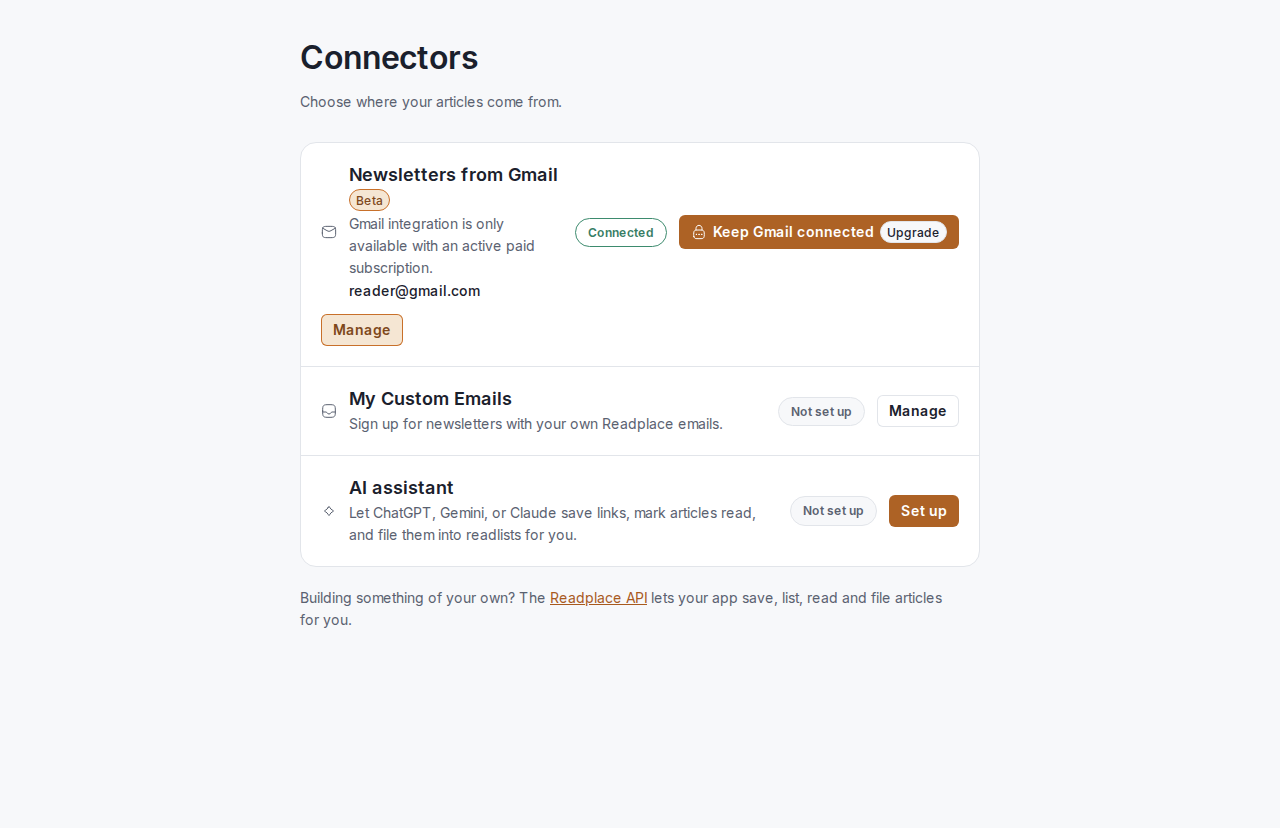 Connectors
Choose where your articles come from.
Newsletters from Gmail
Beta
Gmail integration is only
available with an active paid
subscription.
reader@gmail.com
Connected
Keep Gmail connected Upgrade
Manage
My Custom Emails
Sign up for newsletters with your own Readplace emails.
Not set up
Manage
AI assistant
Let ChatGPT, Gemini, or Claude save links, mark articles read,
and file them into readlists for you.
Not set up
Set up
Building something of your own? The Readplace API lets your app save, list, read and file articles
for you.